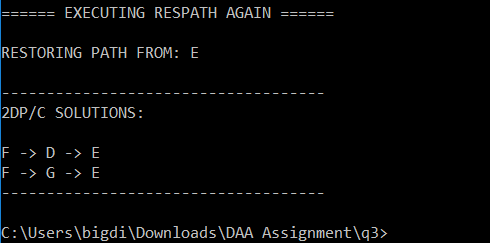 ====== EXECUTING RESPATH AGAIN ======
RESTORING PATH FROM: E
------------------------------------
2DP/C SOLUTIONS:
F -> D -> E
F -> G -> E
------------------------------------
C:\Users\bigdi\Downloads\DAA Assignment\q3>